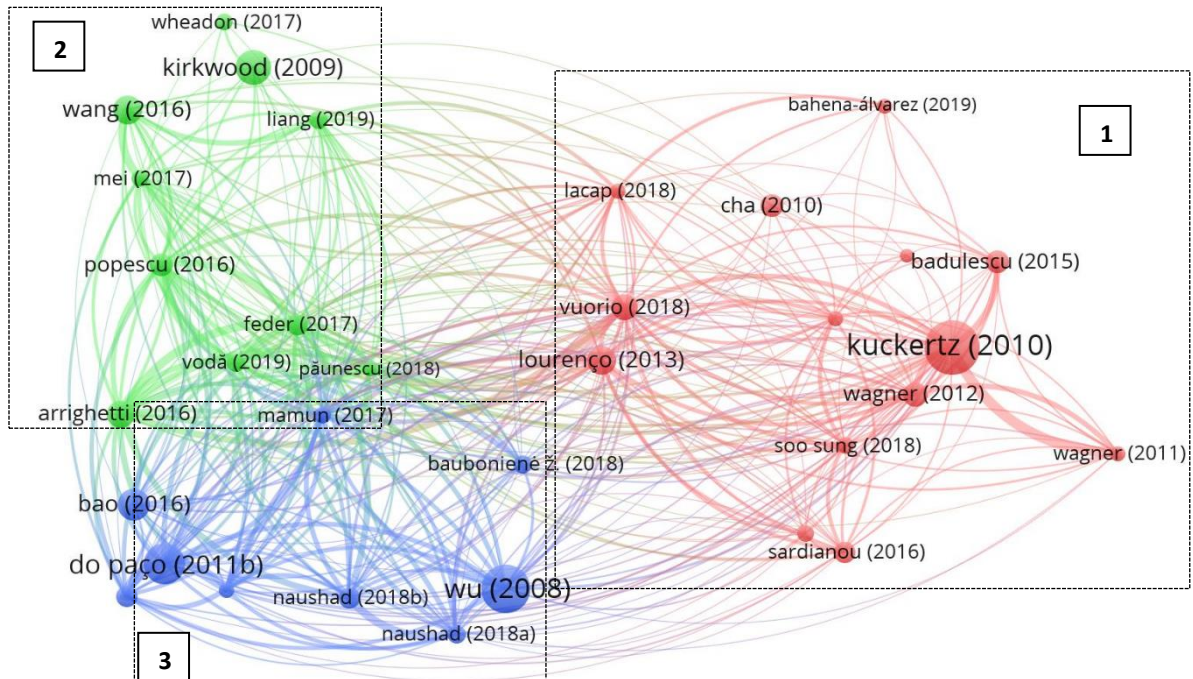 wheadon (2017)
2
kirkwood (2009)
wang (2016)
liang (2019)
mei (2017)
popescu (2016)
feder (2017)
vodă (2019)
păunescu (2018)
arrighetti (2016)
1
bahena-álvarez (2019)
lacap (2018)
cha (2010)
badulescu (2015)
vuorio (2018)
kuckertz (2010)
lourenço (2013)
wagner (2012)
soo sung (2018)
wagner (2011)
sardianou (2016)
mamun (2017)
baubonienė ž. (2018)
bao (2016)
do paço (2011b)
wu (2008)
naushad (2018b)
naushad (2018a)
3